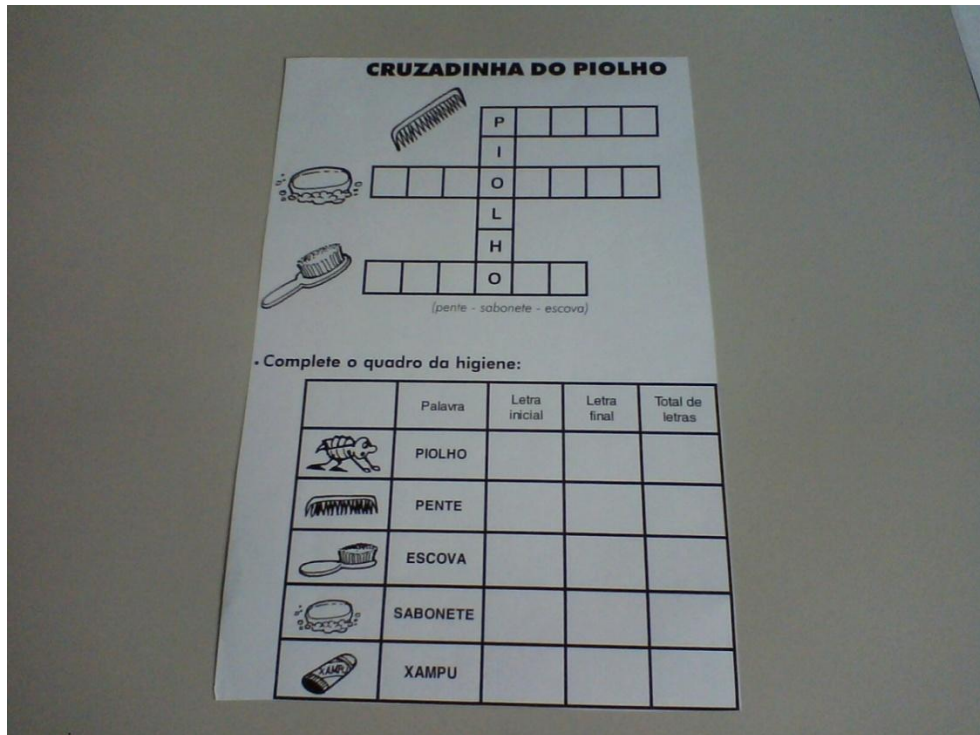 CRUZADINHA DO PIOLHO
P
I
O
L
H
O
(pente - sabonete - escova)
• Complete o quadro da higiene:
Palavra Letra inicial Letra final Total de letras
PIOLHO
PENTE
ESCOVA
SABONETE
XAMPU XAMPU